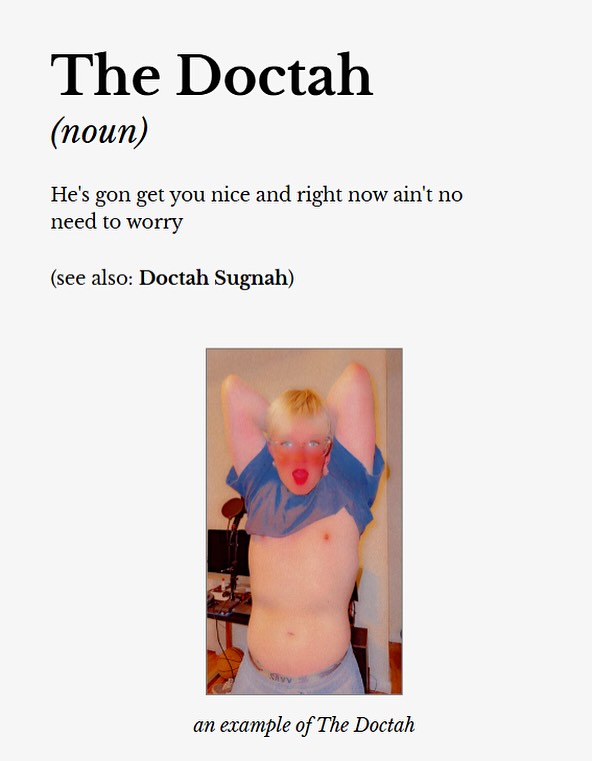 The Doctah
(noun)
He's gon get you nice and right now ain't no
need to worry
(see also: Doctah Sugnah)
an example of The Doctah